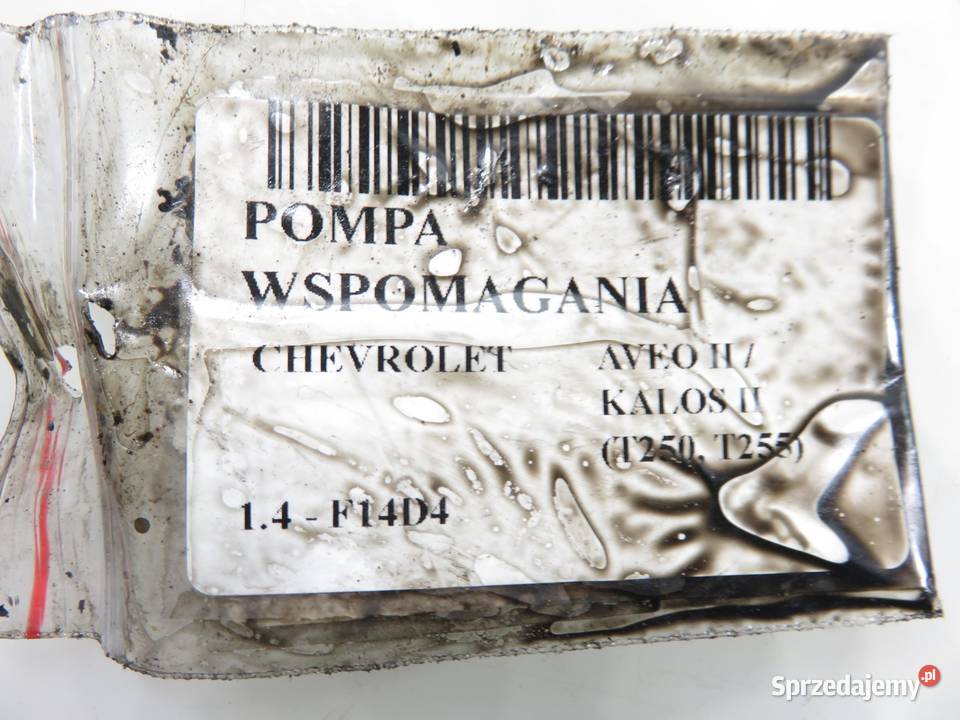 POMPA
WSPOMAGANIA
CHEVROLET AVEO II /
KALOS II
(T250, T255)
1.4 - F14D4
Sprzedajemy.pl